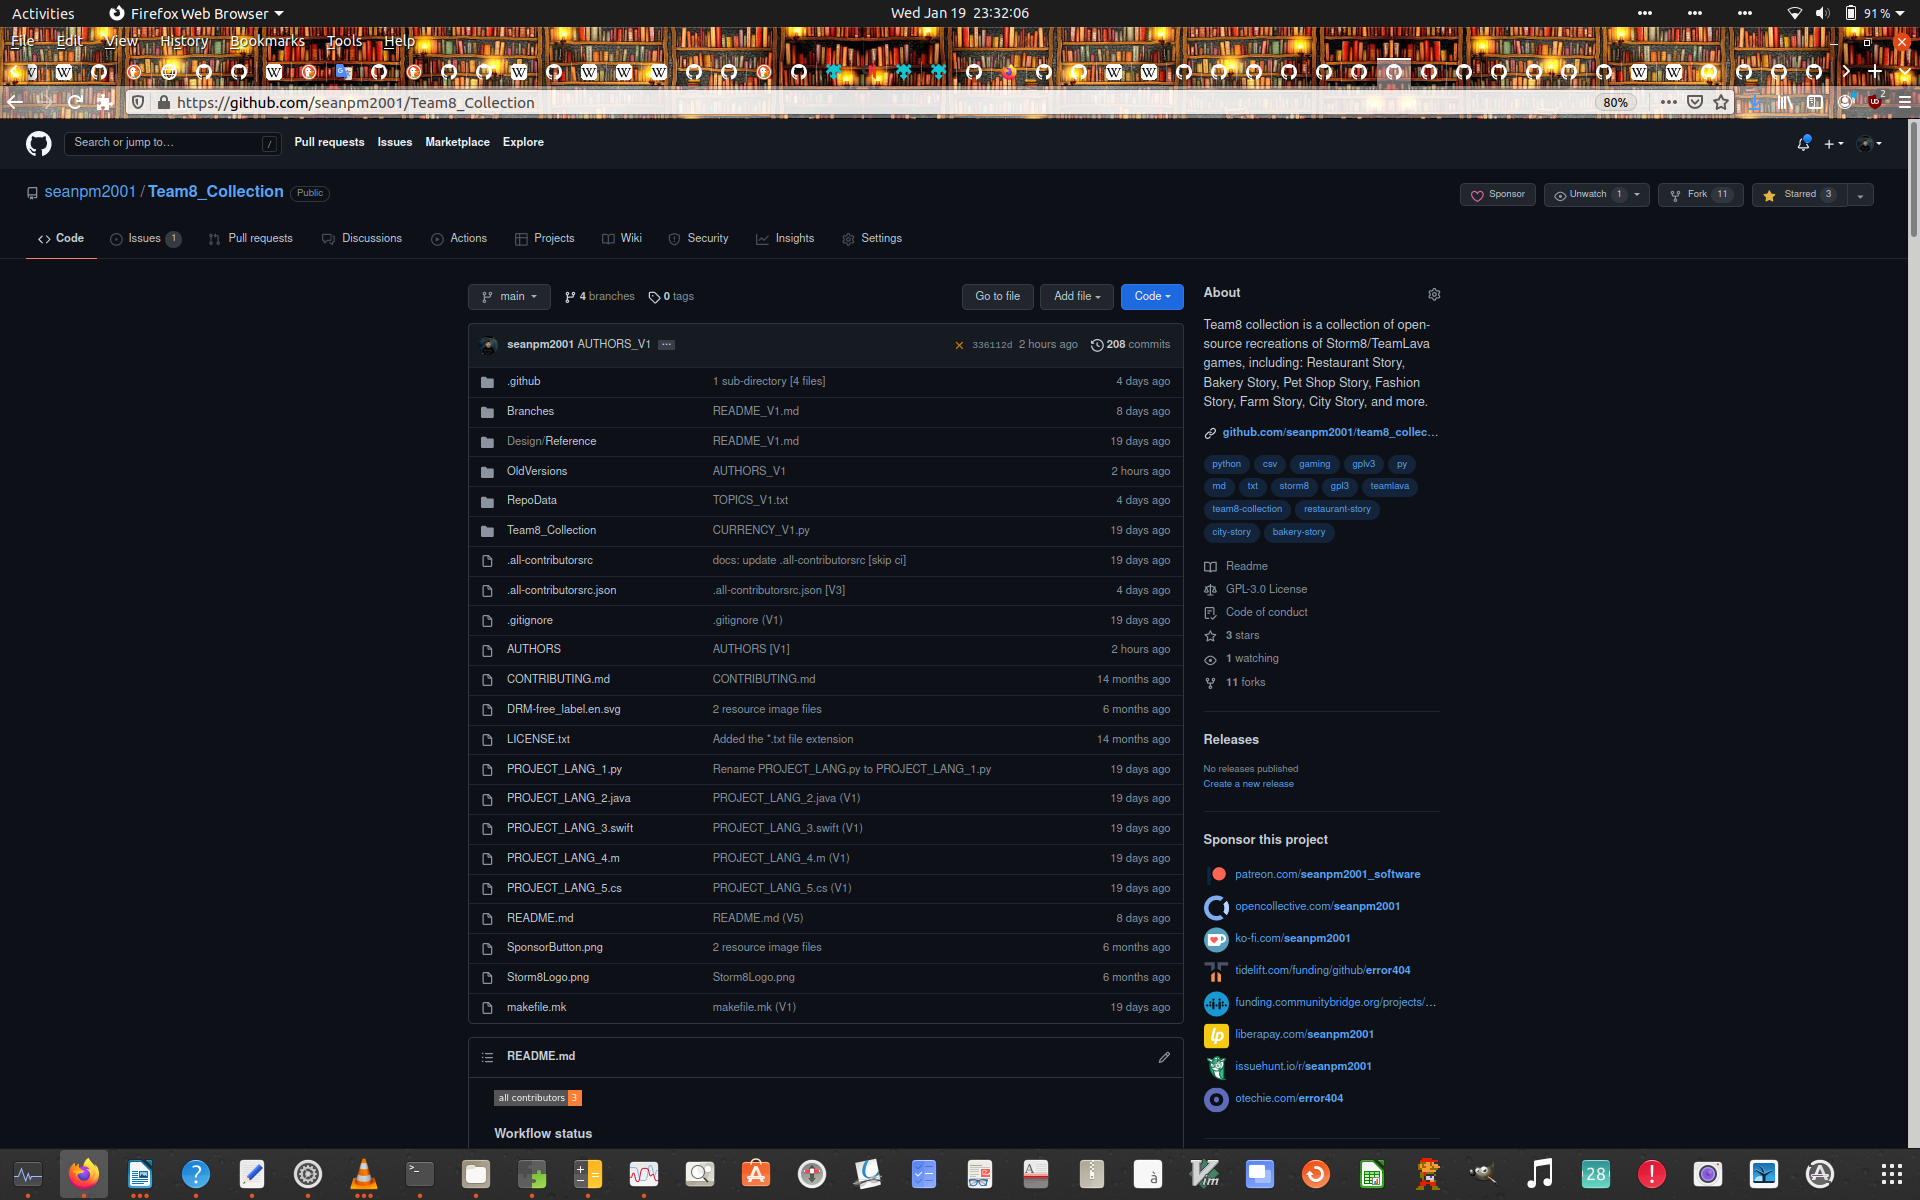 Activities Firefox Web Browser Wed Jan 19 23:32:06 91 %
File Edit View History Bookmarks Tools Help
https://github.com/seanpm2001/Team8_Collection 80%
Search or jump to... / Pull requests Issues Marketplace Explore
seanpm2001 / Team8_Collection Public Sponsor Unwatch 1 Fork 11 Starred 3
Code Issues 1 Pull requests Discussions Actions Projects Wiki Security Insights Settings
main 4 branches 0 tags Go to file Add file Code
seanpm2001 AUTHORS_V1 ... 336112d 2 hours ago 208 commits
.github 1 sub-directory [4 files] 4 days ago
Branches README_V1.md 8 days ago
Design/Reference README_V1.md 19 days ago
OldVersions AUTHORS_V1 2 hours ago
RepoData TOPICS_V1.txt 4 days ago
Team8_Collection CURRENCY_V1.py 19 days ago
.all-contributorsrc docs: update .all-contributorsrc [skip ci] 19 days ago
.all-contributorsrc.json .all-contributorsrc.json [V3] 4 days ago
.gitignore .gitignore (V1) 19 days ago
AUTHORS AUTHORS [V1] 2 hours ago
CONTRIBUTING.md CONTRIBUTING.md 14 months ago
DRM-free_label.en.svg 2 resource image files 6 months ago
LICENSE.txt Added the *.txt file extension 14 months ago
PROJECT_LANG_1.py Rename PROJECT_LANG.py to PROJECT_LANG_1.py 19 days ago
PROJECT_LANG_2.java PROJECT_LANG_2.java (V1) 19 days ago
PROJECT_LANG_3.swift PROJECT_LANG_3.swift (V1) 19 days ago
PROJECT_LANG_4.m PROJECT_LANG_4.m (V1) 19 days ago
PROJECT_LANG_5.cs PROJECT_LANG_5.cs (V1) 19 days ago
README.md README.md (V5) 8 days ago
SponsorButton.png 2 resource image files 6 months ago
Storm8Logo.png Storm8Logo.png 6 months ago
makefile.mk makefile.mk (V1) 19 days ago
README.md
all contributors 3
Workflow status
About
Team8 collection is a collection of open-
source recreations of Storm8/TeamLava
games, including: Restaurant Story,
Bakery Story, Pet Shop Story, Fashion
Story, Farm Story, City Story, and more.
github.com/seanpm2001/team8_collec...
python csv gaming gplv3 py
md txt storm8 gpl3 teamlava
team8-collection restaurant-story
city-story bakery-story
Readme
GPL-3.0 License
Code of conduct
3 stars
1 watching
11 forks
Releases
No releases published
Create a new release
Sponsor this project
patreon.com/seanpm2001_software
opencollective.com/seanpm2001
ko-fi.com/seanpm2001
tidelift.com/funding/github/error404
funding.communitybridge.org/projects/...
liberapay.com/seanpm2001
issuehunt.io/r/seanpm2001
otechie.com/error404
28